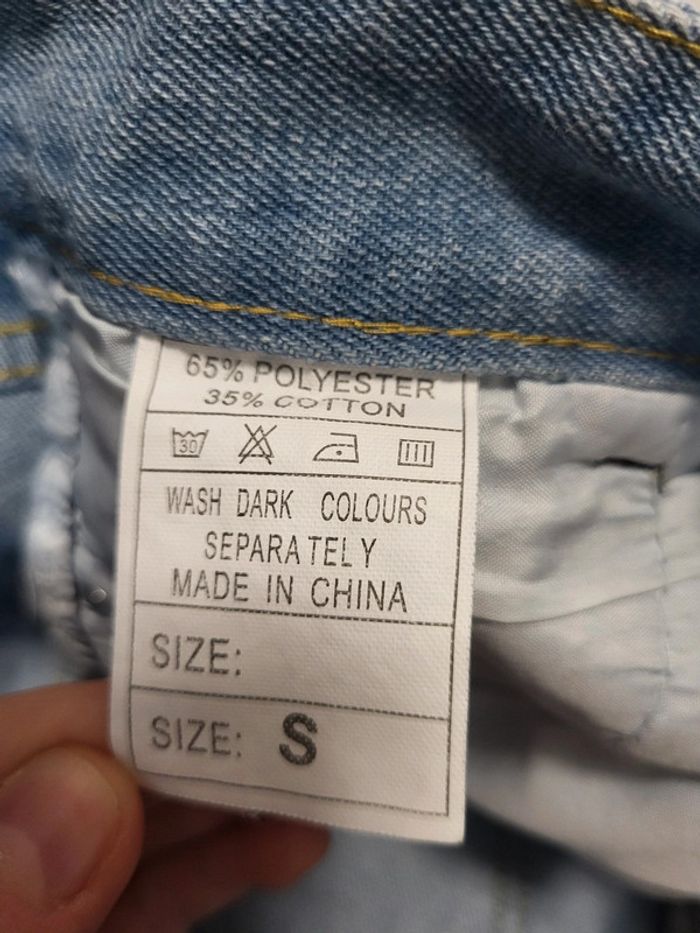 65% POLYESTER
35% COTTON
30
WASH DARK COLOURS
SEPARATELY
MADE IN CHINA
SIZE:
SIZE: S